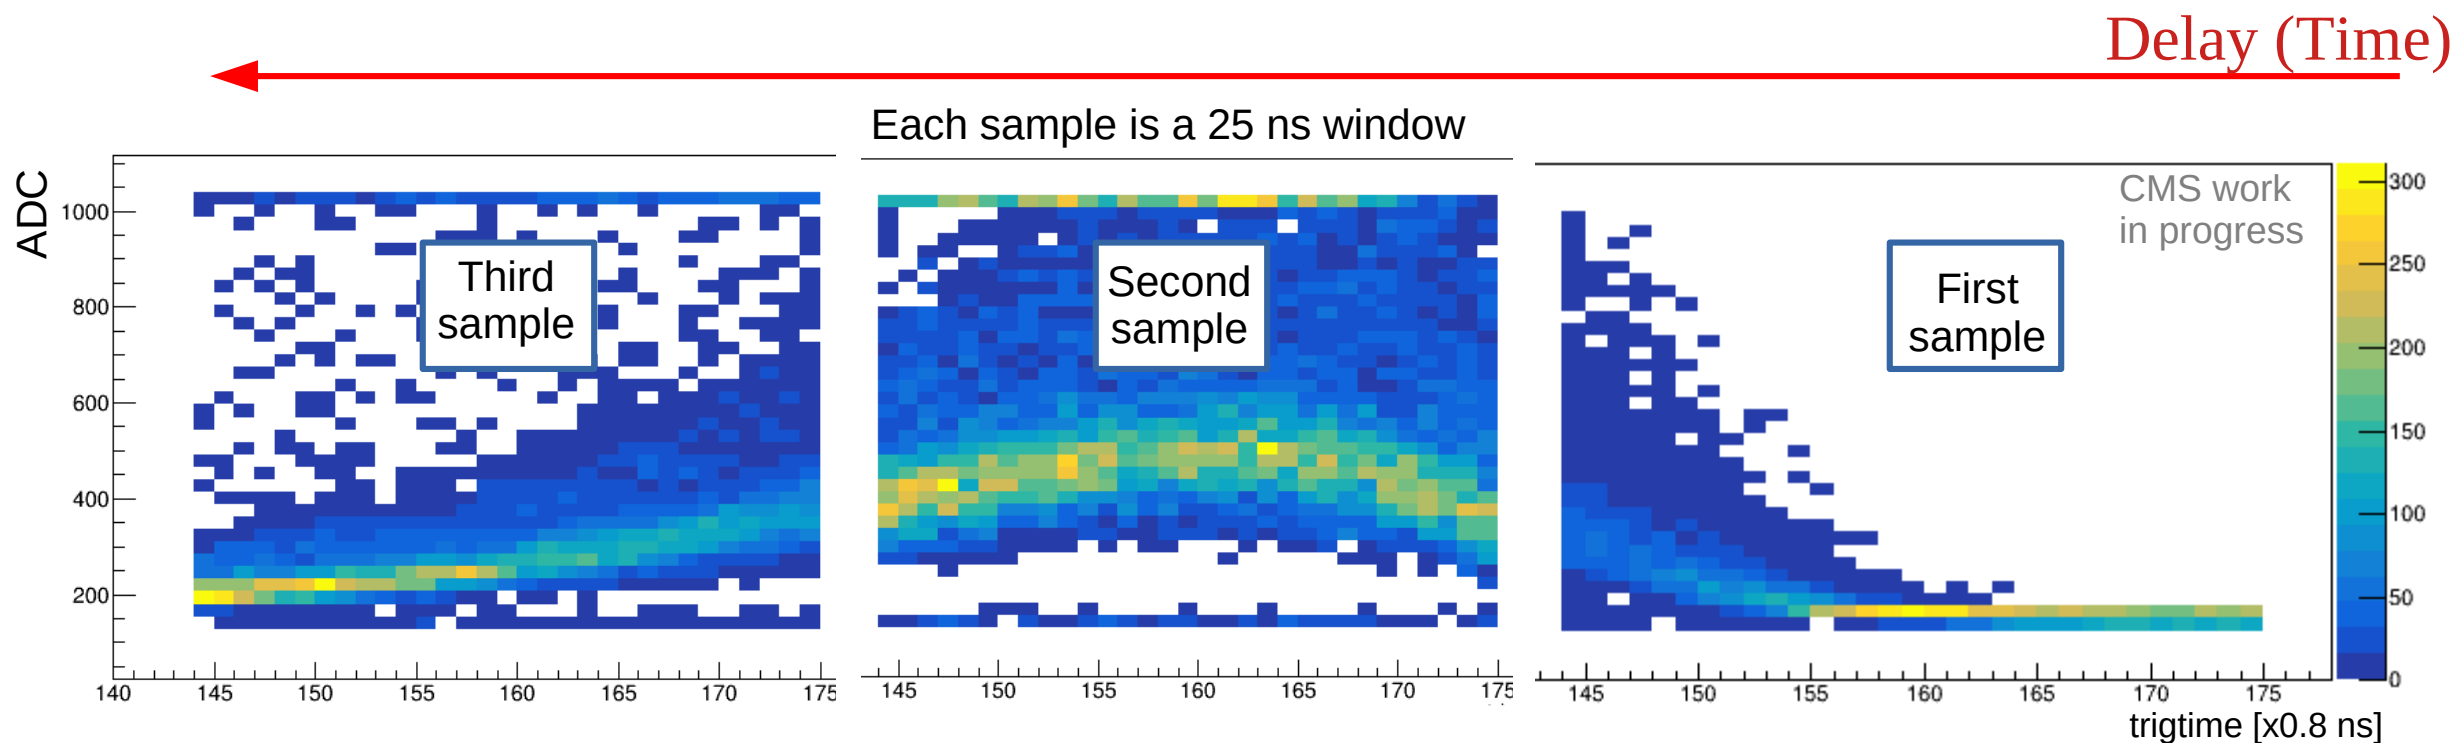 Delay (Time)
Each sample is a 25 ns window
ADC
1000
800
600
400
200
140 145 150 155 160 165 170 175
Third
sample
145 150 155 160 165 170 175
Second
sample
145 150 155 160 165 170 175
First
sample
CMS work
in progress
300
250
200
150
100
50
0
trigtime [x0.8 ns]